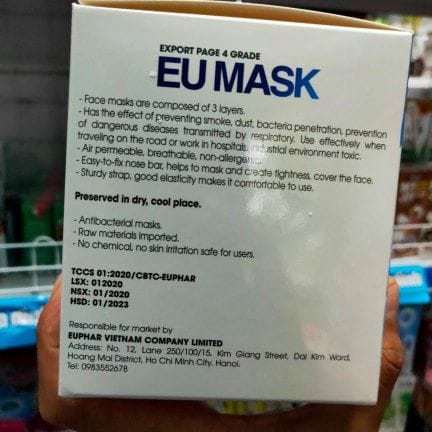 EXPORT PAGE 4 GRADE
EU MASK
- Face masks are composed of 3 layers.
- Has the effect of preventing smoke, dust, bacteria penetration, prevention
of dangerous diseases transmitted by respiratory. Use effectively when
traveling on the road or work in hospitals, industrial environment toxic.
- Air permeable, breathable, non-allergenic.
- Easy-to-fix nose bar, helps to mask and create tightness, cover the face.
- Sturdy strap, good elasticity makes it comfortable to use.
Preserved in dry, cool place.
- Antibacterial masks.
- Raw materials imported.
- No chemical, no skin irritation safe for users.
TCCS 01:2020/CBTC-EUPHAR
LSX: 012020
NSX: 01/2020
HSD: 01/2023
Responsible for market by
EUPHAR VIETNAM COMPANY LIMITED
Address: No. 12, Lane 250/100/15, Kim Giang Street, Dai Kim Ward,
Hoang Mai District, Ho Chi Minh City. Hanoi.
Tel: 0983552678